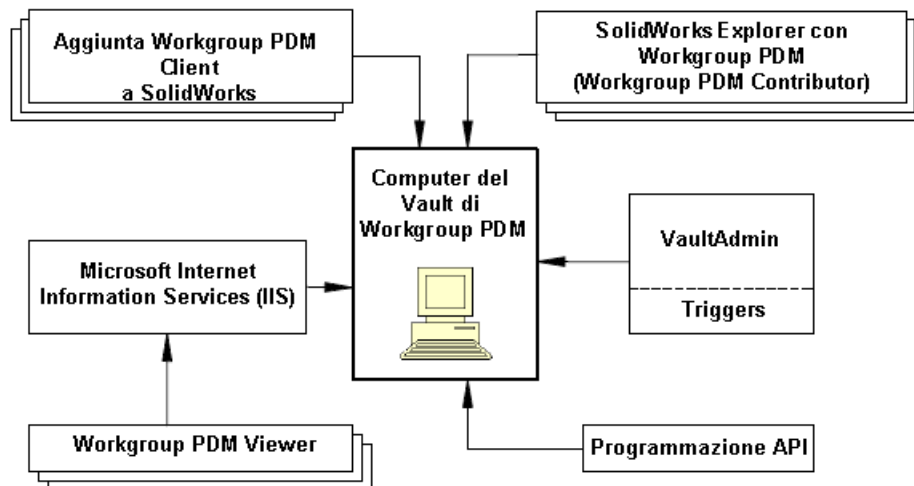 Aggiunta Workgroup PDM
Client
a SolidWorks
SolidWorks Explorer con
Workgroup PDM
(Workgroup PDM Contributor)
Computer del
Vault di
Workgroup PDM
VaultAdmin
Triggers
Microsoft Internet
Information Services (IIS)
Workgroup PDM Viewer
Programmazione API